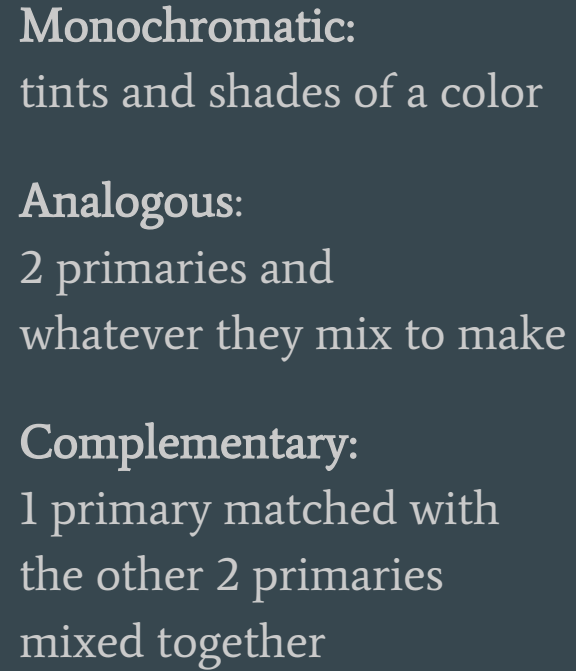 Monochromatic:
tints and shades of a color
Analogous:
2 primaries and
whatever they mix to make
Complementary:
1 primary matched with
the other 2 primaries
mixed together